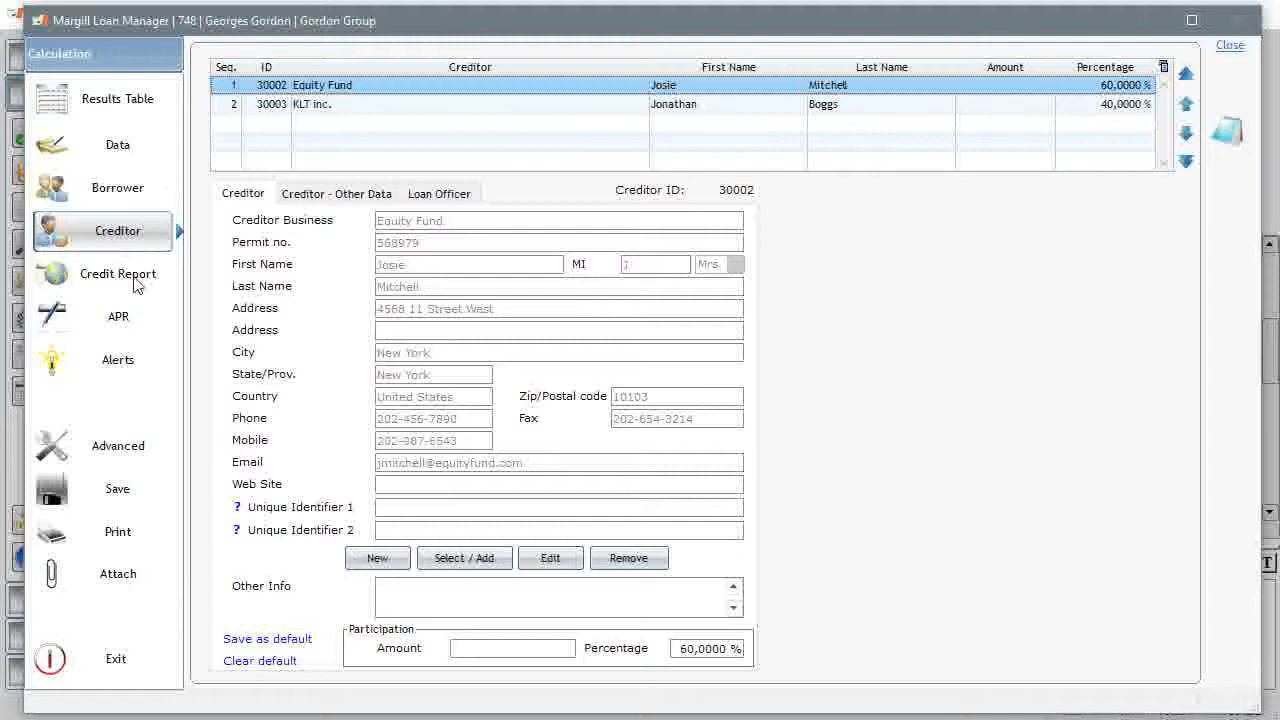 Margill Loan Manager | 748 | Georges Gordon | Gordon Group
Calculation
Close
Results Table
Data
Borrower
Creditor
Credit Report
APR
Alerts
Advanced
Save
Print
Attach
Exit
Seq. ID Creditor First Name Last Name Amount Percentage
1 30002 Equity Fund Josie Mitchell 60,0000 %
2 30003 KLT inc. Jonathan Boggs 40,0000 %
Creditor Creditor - Other Data Loan Officer Creditor ID: 30002
Creditor Business Equity Fund
Permit no. 568979
First Name Josie MI Mrs.
Last Name Mitchell
Address 4568 11 Street West
Address
City New York
State/Prov. New York
Country United States Zip/Postal code 10103
Phone 202-456-7890 Fax 202-654-3214
Mobile 202-987-6543
Email jmitchell@equityfund.com
Web Site
? Unique Identifier 1
? Unique Identifier 2
New Select / Add Edit Remove
Other Info
Save as default
Clear default
Participation
Amount Percentage 60,0000 %
T